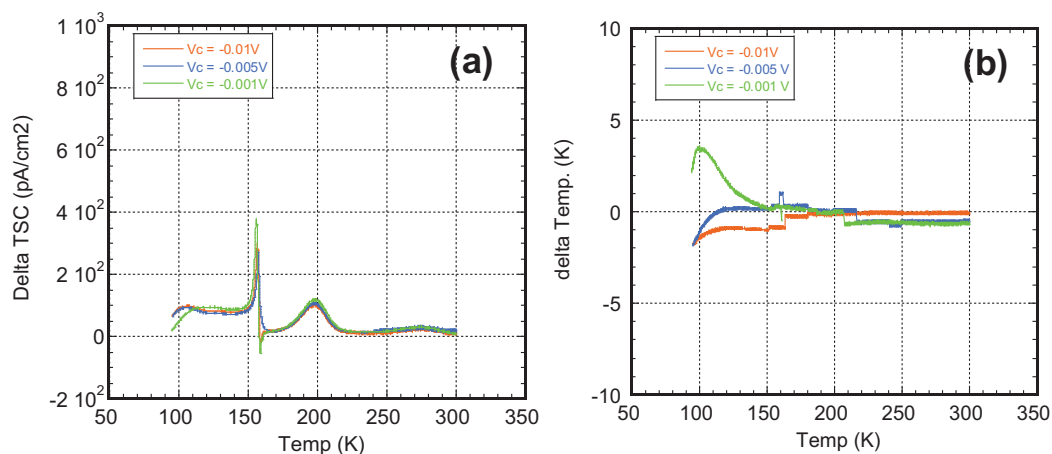 (a)
Vc = -0.01V
Vc = -0.005V
Vc = -0.001V
Delta TSC (pA/cm2)
1 10³
8 10²
6 10²
4 10²
2 10²
0
-2 10²
50 100 150 200 250 300 350
Temp (K)
(b)
Vc = -0.01V
Vc = -0.005 V
Vc = -0.001 V
delta Temp. (K)
10
5
0
-5
-10
50 100 150 200 250 300 350
Temp (K)